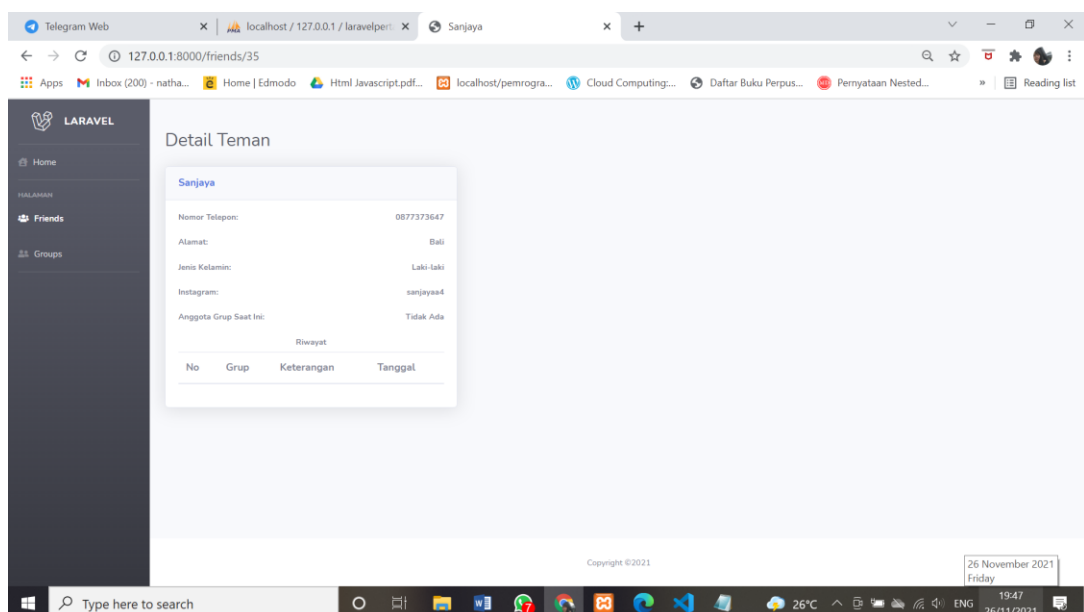 Telegram Web
localhost / 127.0.0.1 / laravelpert
Sanjaya
127.0.0.1:8000/friends/35
Apps
Inbox (200) - natha...
Home | Edmodo
Html Javascript.pdf...
localhost/pemrogra...
Cloud Computing:...
Daftar Buku Perpus...
Pernyataan Nested...
»
Reading list
LARAVEL
Home
HALAMAN
Friends
Groups
Detail Teman
Sanjaya
Nomor Telepon: 0877373647
Alamat: Bali
Jenis Kelamin: Laki-laki
Instagram: sanjayaa4
Anggota Grup Saat Ini: Tidak Ada
Riwayat
No Grup Keterangan Tanggal
Copyright ©2021
26 November 2021
Friday
Type here to search
7
26°C
ENG
19:47
26/11/2021